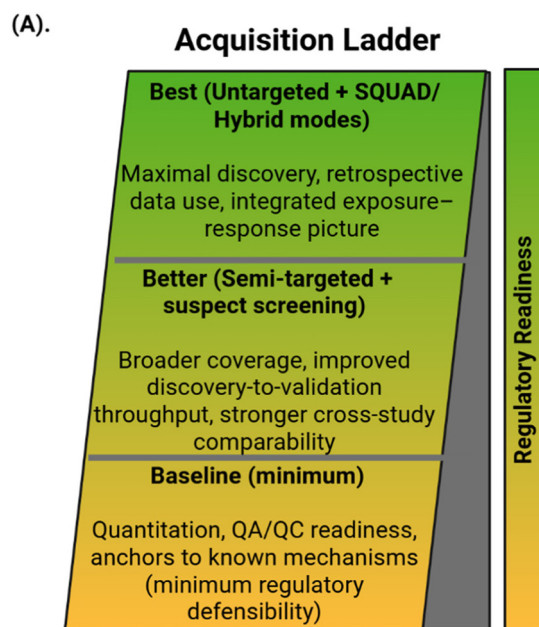 (A).
Acquisition Ladder
Best (Untargeted + SQUAD/
Hybrid modes)
Maximal discovery, retrospective
data use, integrated exposure–
response picture
Better (Semi-targeted +
suspect screening)
Broader coverage, improved
discovery-to-validation
throughput, stronger cross-study
comparability
Baseline (minimum)
Quantitation, QA/QC readiness,
anchors to known mechanisms
(minimum regulatory
defensibility)
Regulatory Readiness